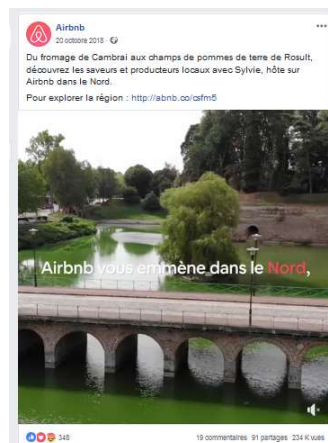 Airbnb
20 octobre 2018 ·
Du fromage de Cambrai aux champs de pommes de terre de Rosult,
découvrez les saveurs et producteurs locaux avec Sylvie, hôte sur
Airbnb dans le Nord.
Pour explorer la région : http://abnb.co/csfm5
Airbnb vous emmène dans le Nord,
348
19 commentaires 91 partages 234 K vues